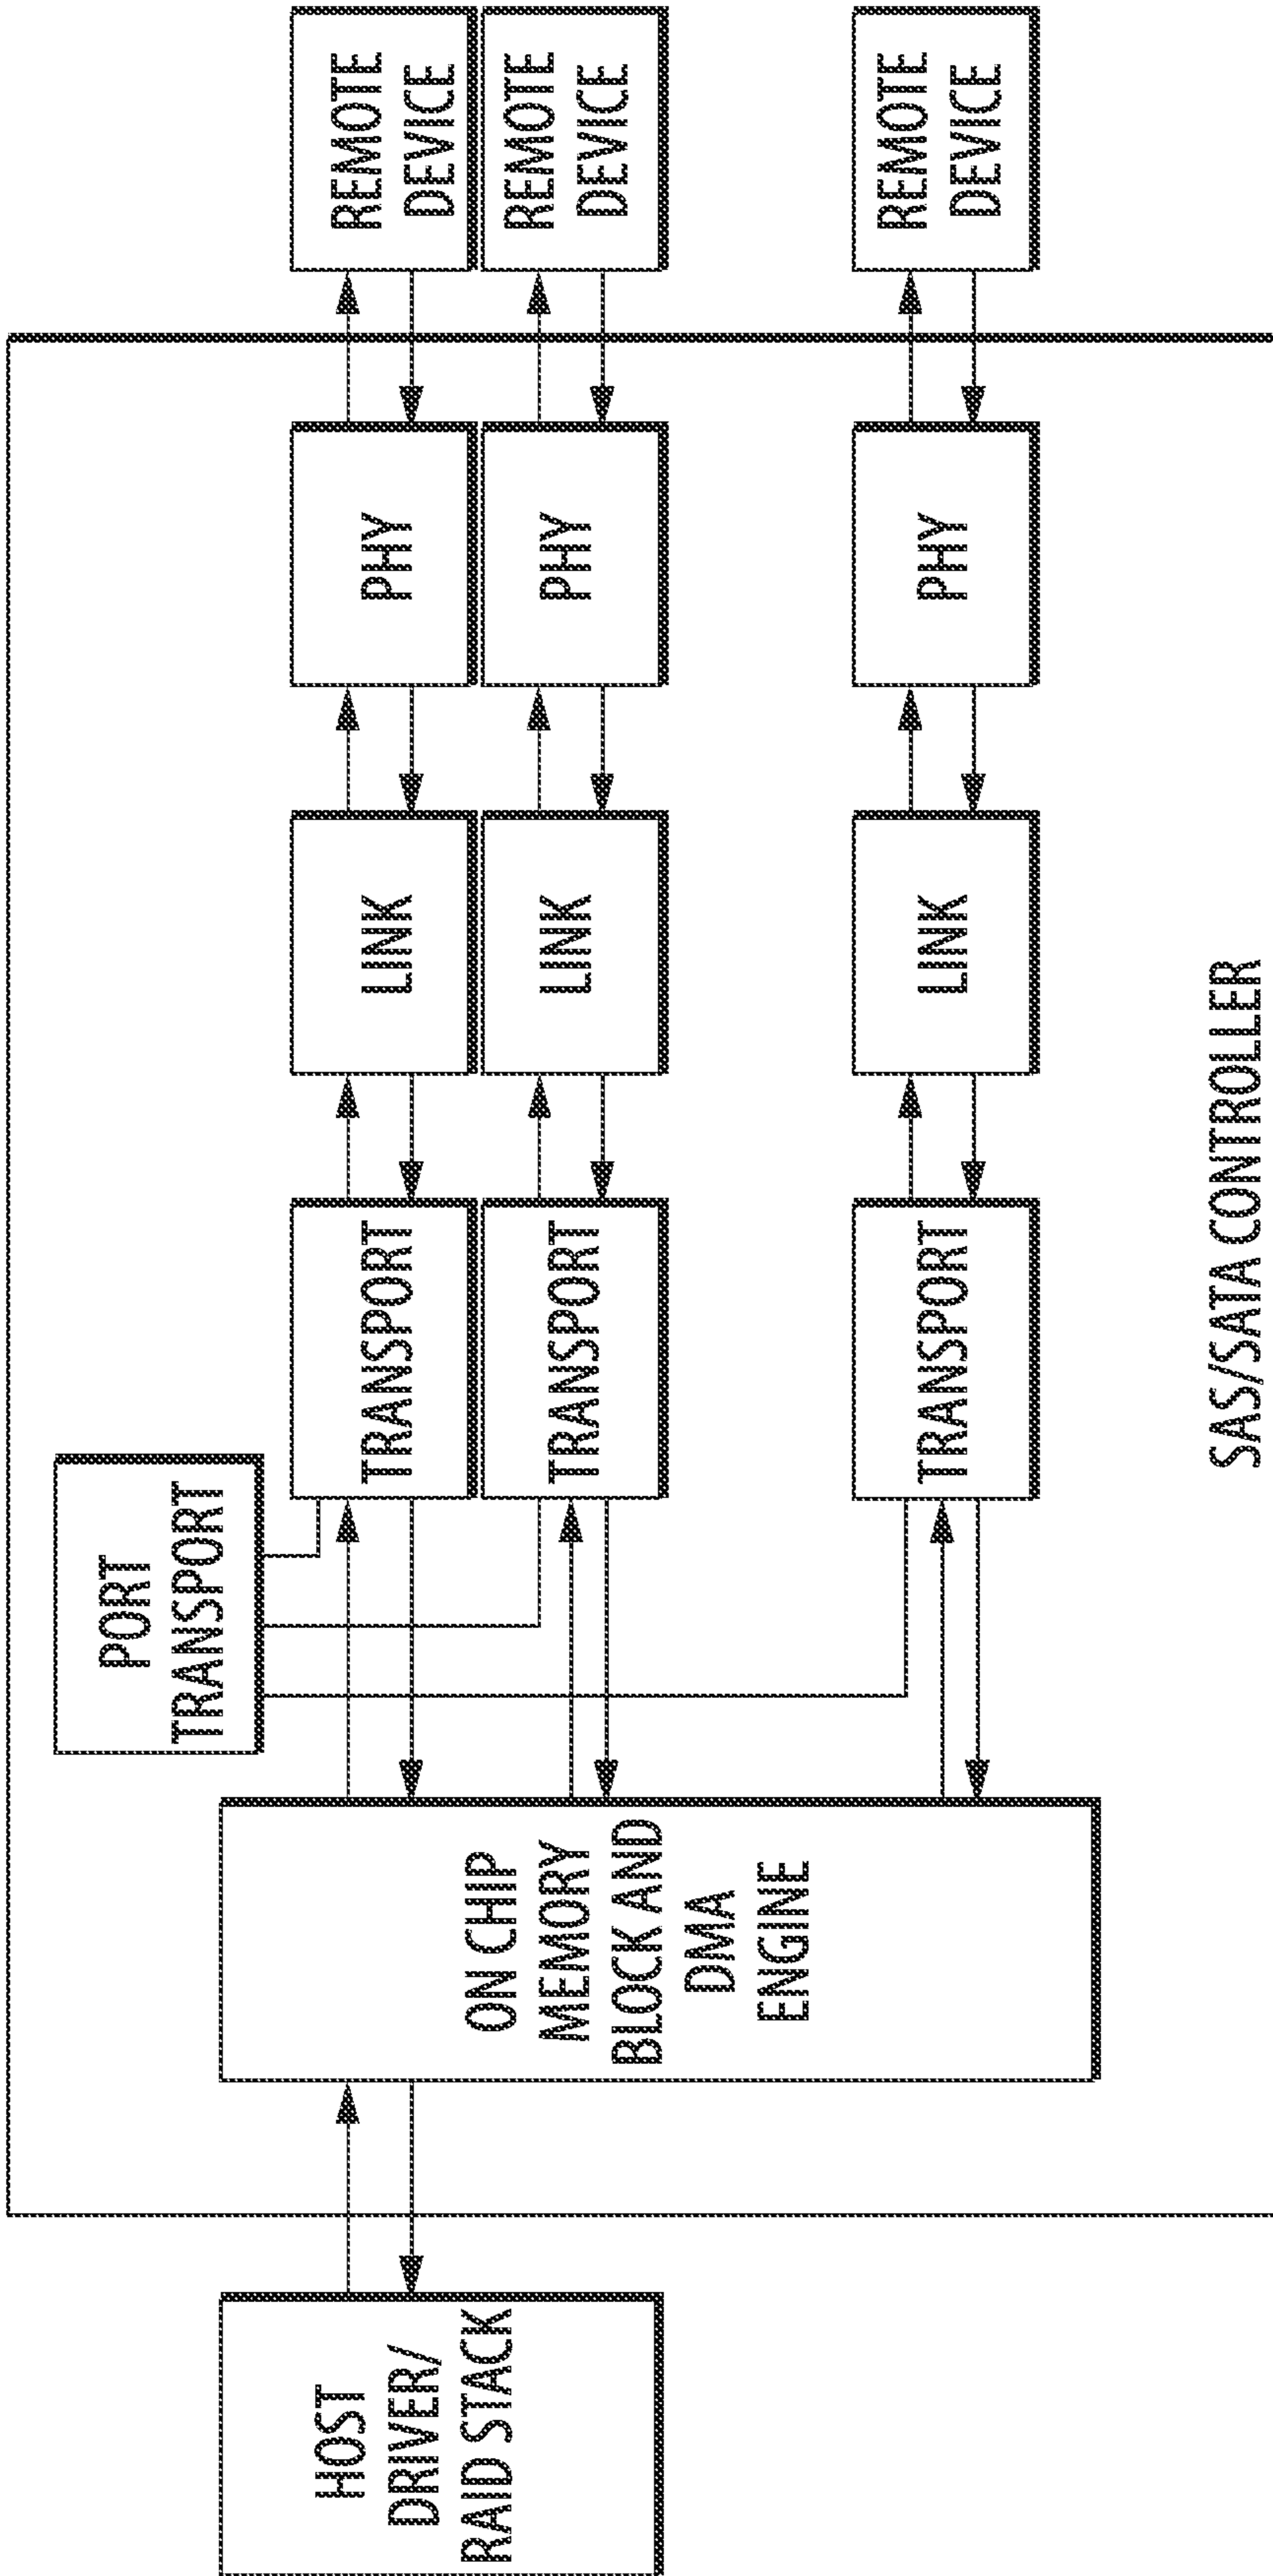 HOST
DRIVER/
RAID STACK
ON CHIP
MEMORY
BLOCK AND
DMA
ENGINE
PORT
TRANSPORT
TRANSPORT
LINK
PHY
REMOTE
DEVICE
TRANSPORT
LINK
PHY
REMOTE
DEVICE
TRANSPORT
LINK
PHY
REMOTE
DEVICE
SAS/SATA CONTROLLER